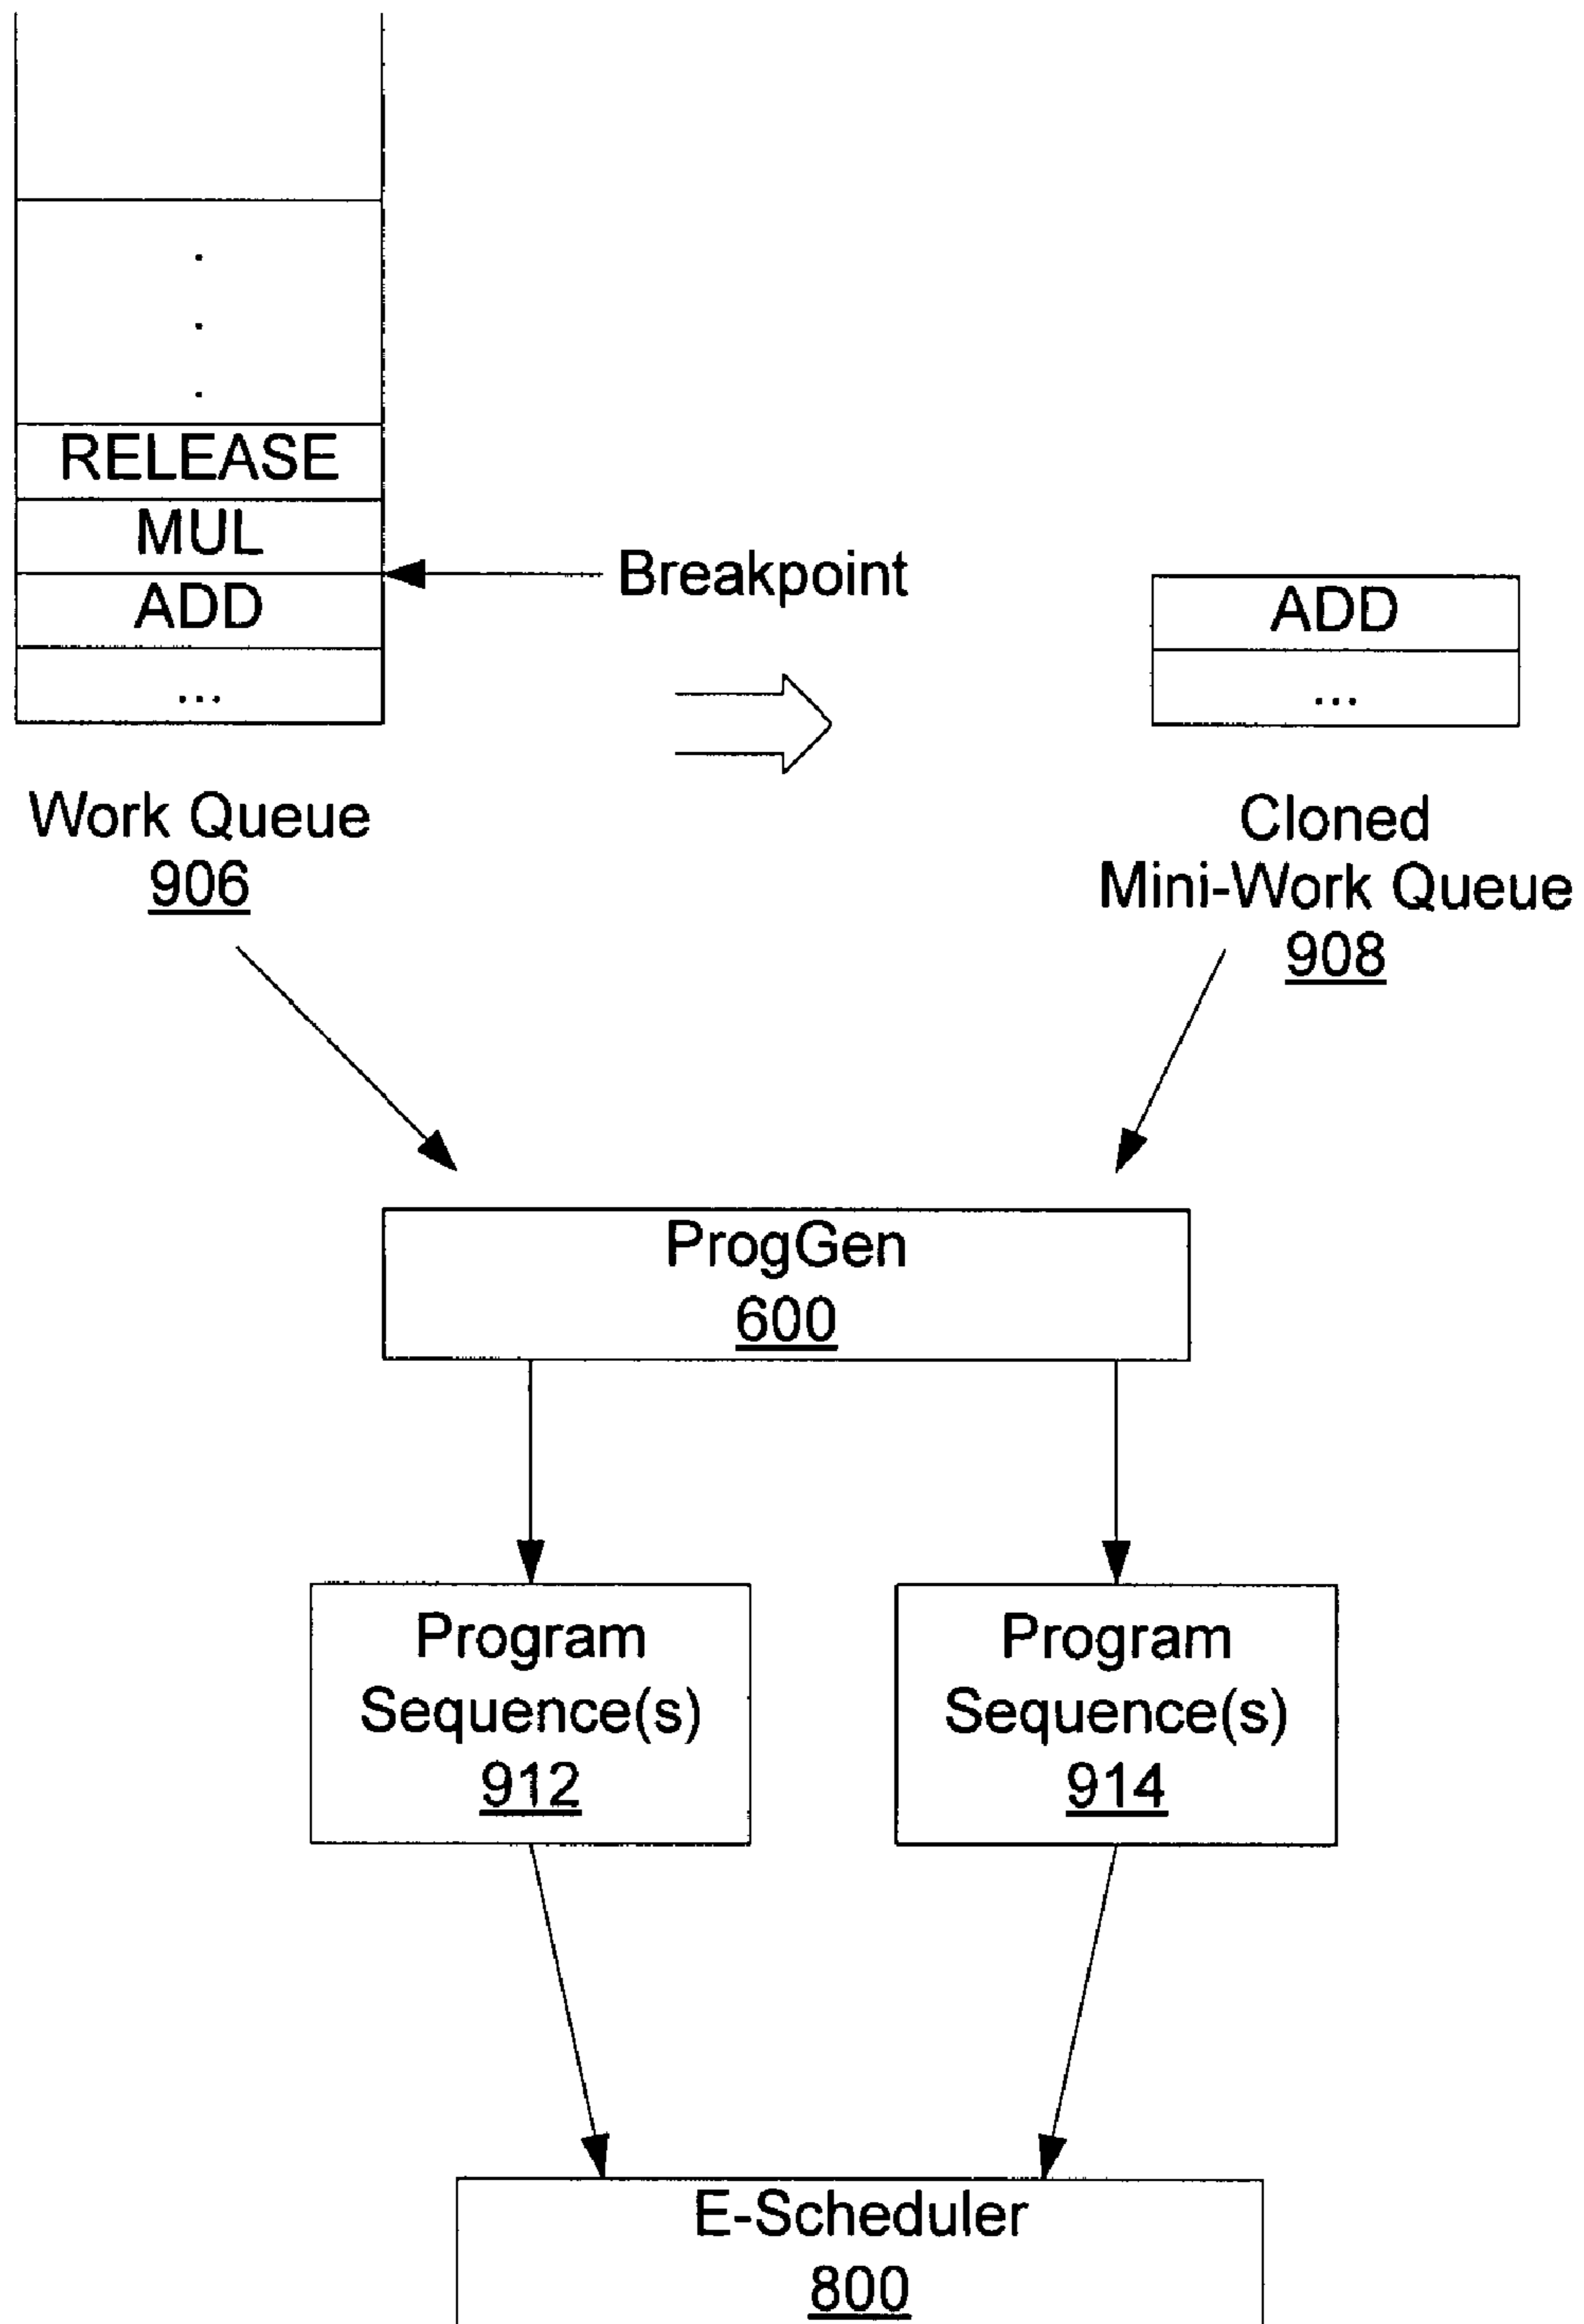 .
.
.
RELEASE
MUL
ADD
...
Breakpoint
ADD
...
Work Queue
906
Cloned
Mini-Work Queue
908
ProgGen
600
Program
Sequence(s)
912
Program
Sequence(s)
914
E-Scheduler
800